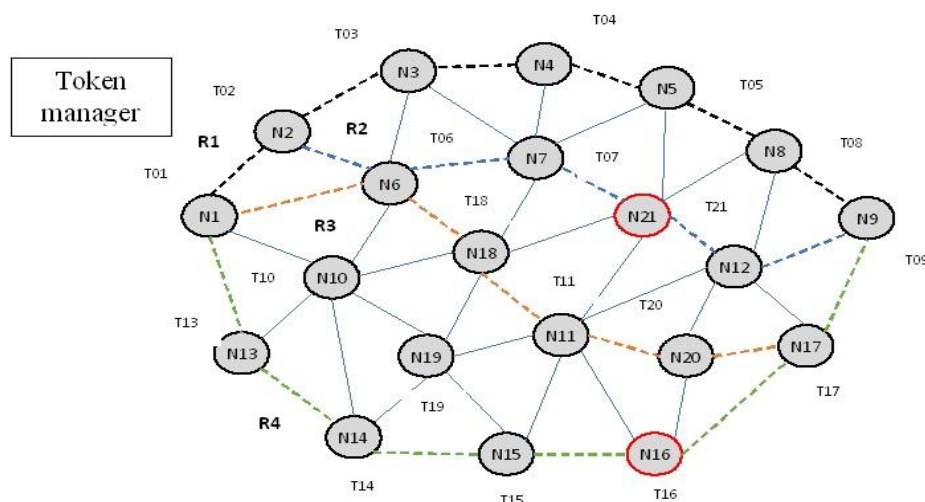 T04
T03
N4
N3
Token
manager
T02
N5
T05
N2
R2
T06
R1
N7
N8
T08
T01
T07
N6
N1
T18
N21
T21
N9
R3
N18
N12
T09
T10
N10
T11
T20
T13
N11
N13
N19
N20
N17
T19
T17
R4
N14
N15
N16
T14
T15
T16